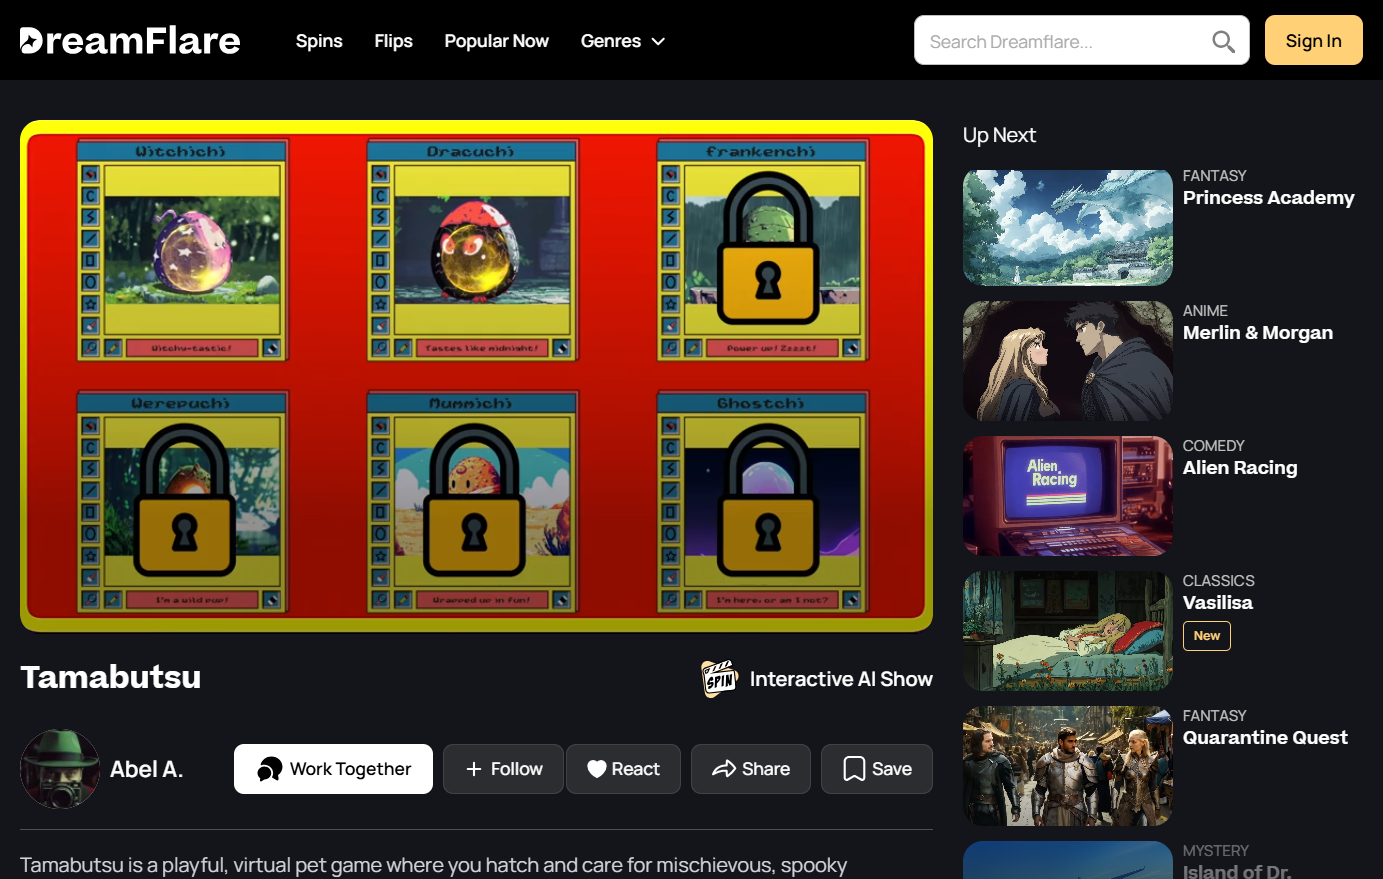 DreamFlare
Spins
Flips
Popular Now
Genres
Search Dreamflare...
Sign In
Witchichi
Dracuchi
frankenchi
Witchy-tastic!
Tastes like midnight!
Power up! Zzzzt!
Werepuchi
Mummichi
Ghostchi
I'm a wild pup!
Wrapped up in fun!
I'm here, or am I not?
Tamabutsu
SPIN
Interactive AI Show
Abel A.
Work Together
Follow
React
Share
Save
Tamabutsu is a playful, virtual pet game where you hatch and care for mischievous, spooky
Up Next
FANTASY
Princess Academy
ANIME
Merlin & Morgan
Alien
Racing
COMEDY
Alien Racing
CLASSICS
Vasilisa
New
FANTASY
Quarantine Quest
MYSTERY
Island of Dr.